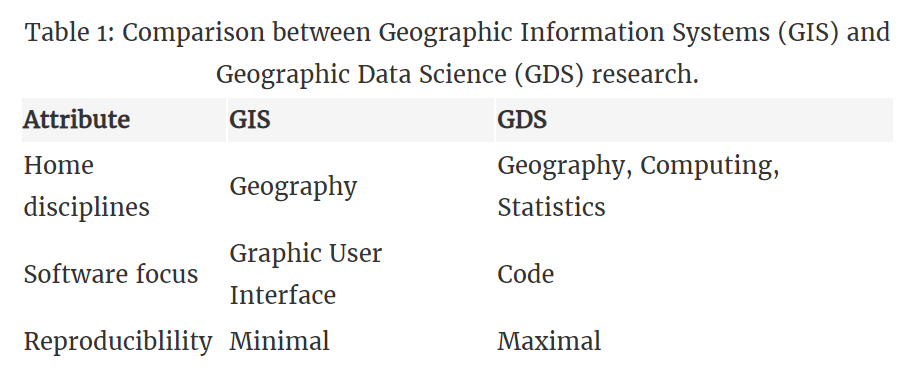 Table 1: Comparison between Geographic Information Systems (GIS) and
Geographic Data Science (GDS) research.
Attribute GIS GDS
Home disciplines Geography Geography, Computing, Statistics
Software focus Graphic User Interface Code
Reproduciblility Minimal Maximal